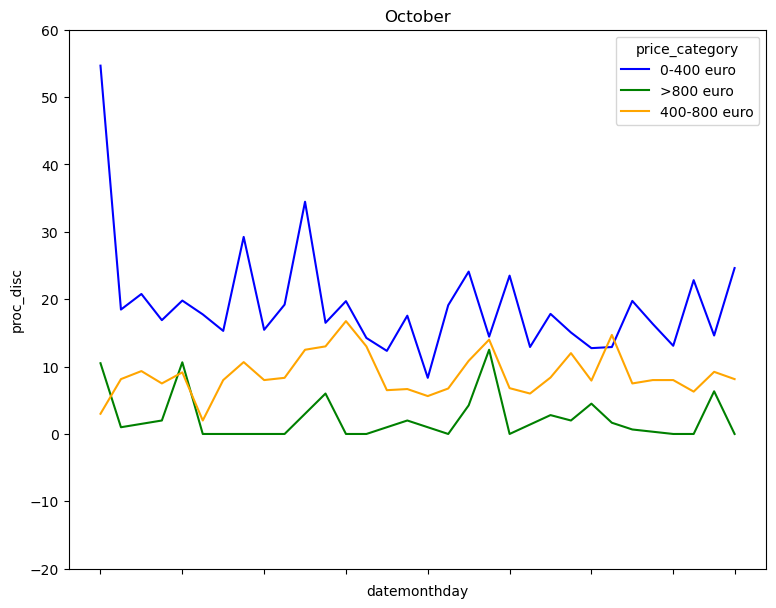 October
price_category
0-400 euro
>800 euro
400-800 euro
60
50
40
30
20
10
0
−10
−20
proc_disc
datemonthday